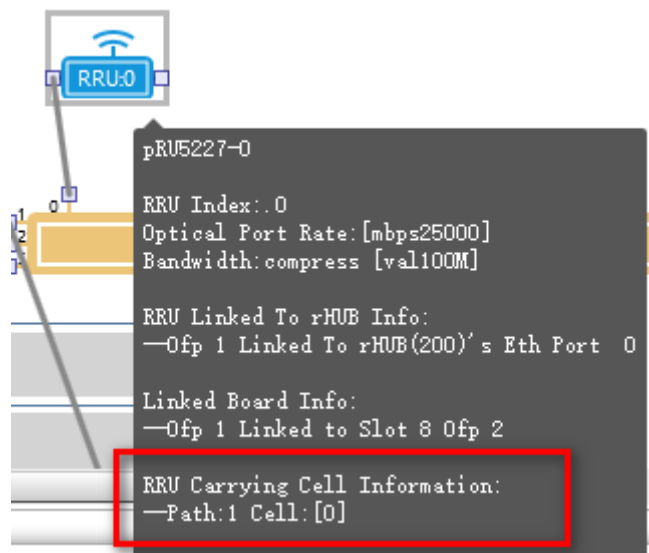 RRU:0
pRU5227-0
RRU Index:.0
Optical Port Rate:[mbps25000]
Bandwidth:compress [val100M]
RRU Linked To rHUB Info:
—Ofp 1 Linked To rHUB(200)'s Eth Port  0
Linked Board Info:
—Ofp 1 Linked to Slot 8 Ofp 2
RRU Carrying Cell Information:
—Path:1 Cell:[0]
0
1
2